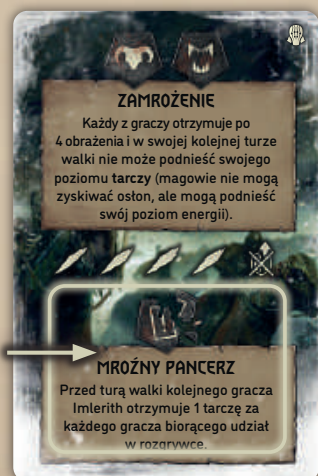 ZAMROŻENIE
Każdy z graczy otrzymuje po
4 obrażenia i w swojej kolejnej turze
walki nie może podnieść swojego
poziomu tarczy (magowie nie mogą
zyskiwać osłon, ale mogą podnieść
swój poziom energii).
MROŹNY PANCERZ
Przed turą walki kolejnego gracza
Imlerith otrzymuje 1 tarczę za
każdego gracza biorącego udział
w rozgrywce.